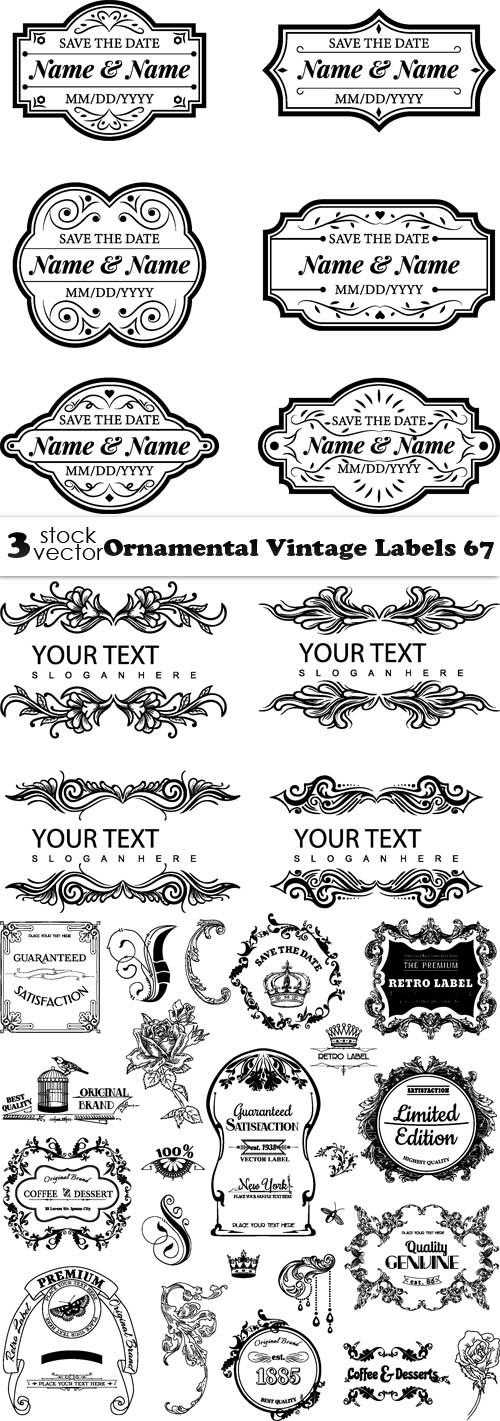 SAVE THE DATE
Name & Name
MM/DD/YYYY
SAVE THE DATE
Name & Name
MM/DD/YYYY
SAVE THE DATE
Name & Name
MM/DD/YYYY
SAVE THE DATE
Name & Name
MM/DD/YYYY
SAVE THE DATE
Name & Name
MM/DD/YYYY
SAVE THE DATE
Name & Name
MM/DD/YYYY
3 stock vector Ornamental Vintage Labels 67
YOUR TEXT
SLOGAN HERE
YOUR TEXT
SLOGAN HERE
YOUR TEXT
SLOGAN HERE
YOUR TEXT
SLOGAN HERE
PLACE YOUR TEXT HERE
GUARANTEED
SATISFACTION
SAVE THE DATE
THE PREMIUM
RETRO LABEL
RETRO LABEL
BEST QUALITY
ORIGINAL BRAND
Guaranteed
SATISFACTION
est. 1938
VECTOR LABEL
New York
PLACE YOUR SAMPLE TEXT HERE
PLACE YOUR TEXT HERE
SATISFACTION
Limited
Edition
HIGHEST QUALITY
100%
Original Brand
COFFEE & DESSERT
PLACE YOUR TEXT HERE
Quality
GENUINE
est. 86
PREMIUM
PLACE YOUR TEXT HERE
Retro Label
Original Brand
PLACE YOUR TEXT HERE
Original Brand
est.
1885
BEST QUALITY
Coffee & Desserts